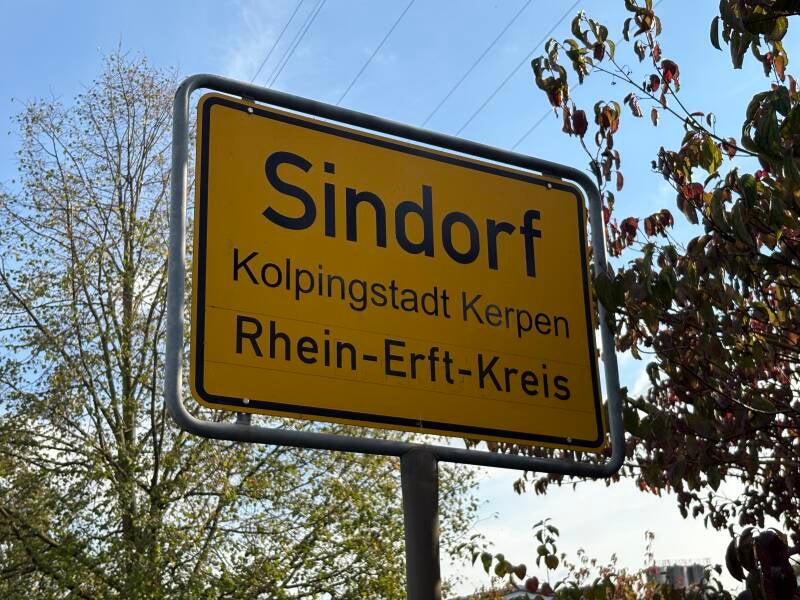 Sindorf
Kolpingstadt Kerpen
Rhein-Erft-Kreis